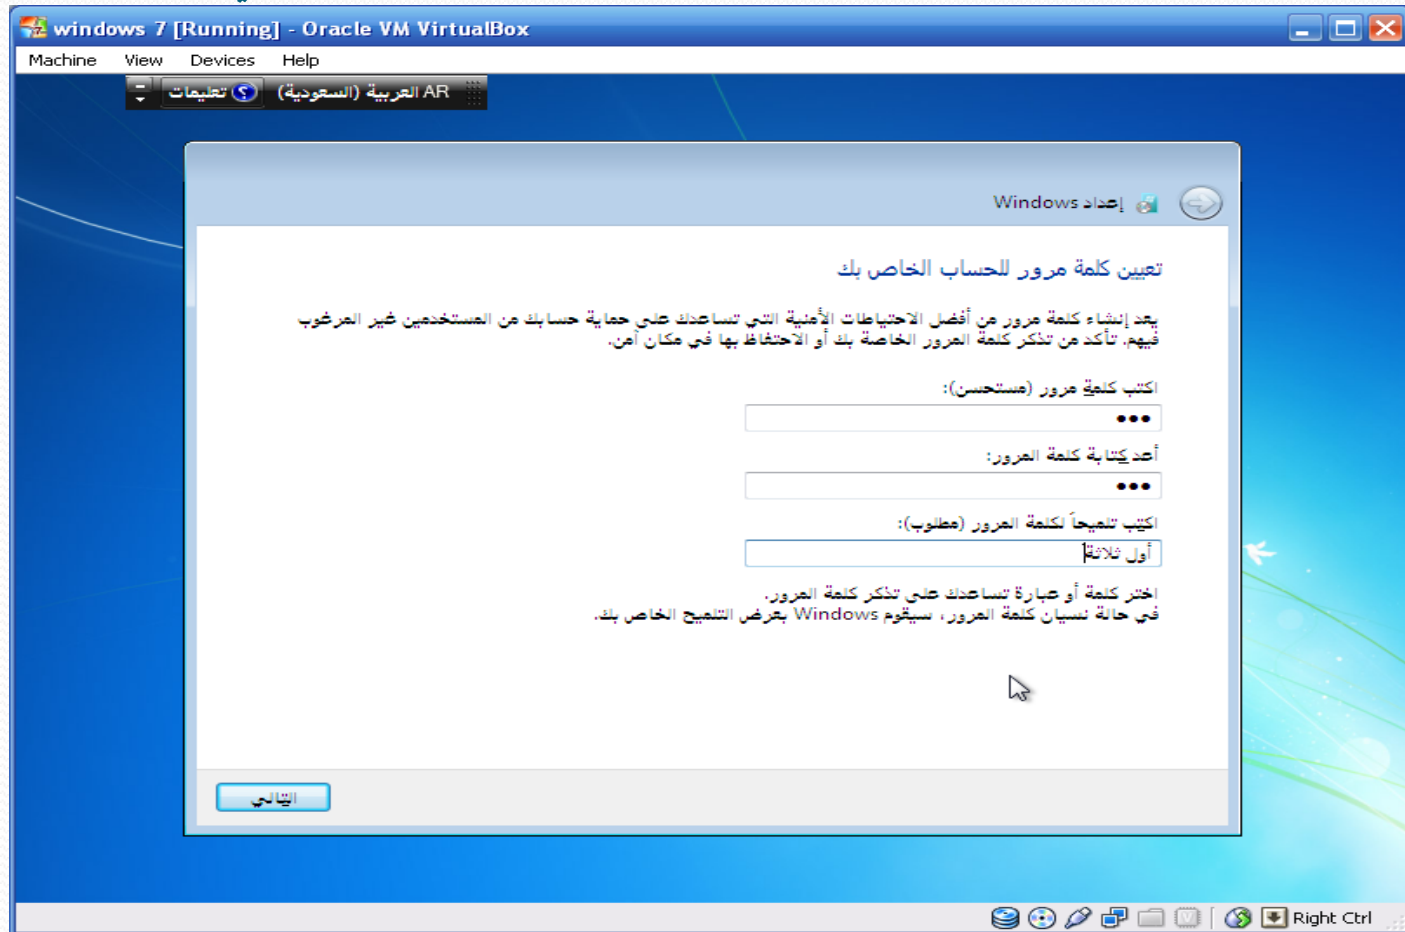 windows 7 [Running] - Oracle VM VirtualBox
Machine View Devices Help
AR العربية (السعودية) تعليمات
إعداد Windows
تعيين كلمة مرور للحساب الخاص بك
يعد إنشاء كلمة مرور من أفضل الاحتياطات الأمنية التي تساعدك على حماية حسابك من المستخدمين غير المرغوب
فيهم. تأكد من تذكر كلمة المرور الخاصة بك أو الاحتفاظ بها في مكان آمن.
اكتب كلمة مرور (مستحسن):
•••
أعد كتابة كلمة المرور:
•••
اكتب تلميحاً لكلمة المرور (مطلوب):
أول ثلاثة
اختر كلمة أو عبارة تساعدك على تذكر كلمة المرور.
في حالة نسيان كلمة المرور، سيقوم Windows بعرض التلميح الخاص بك.
التالي
Right Ctrl